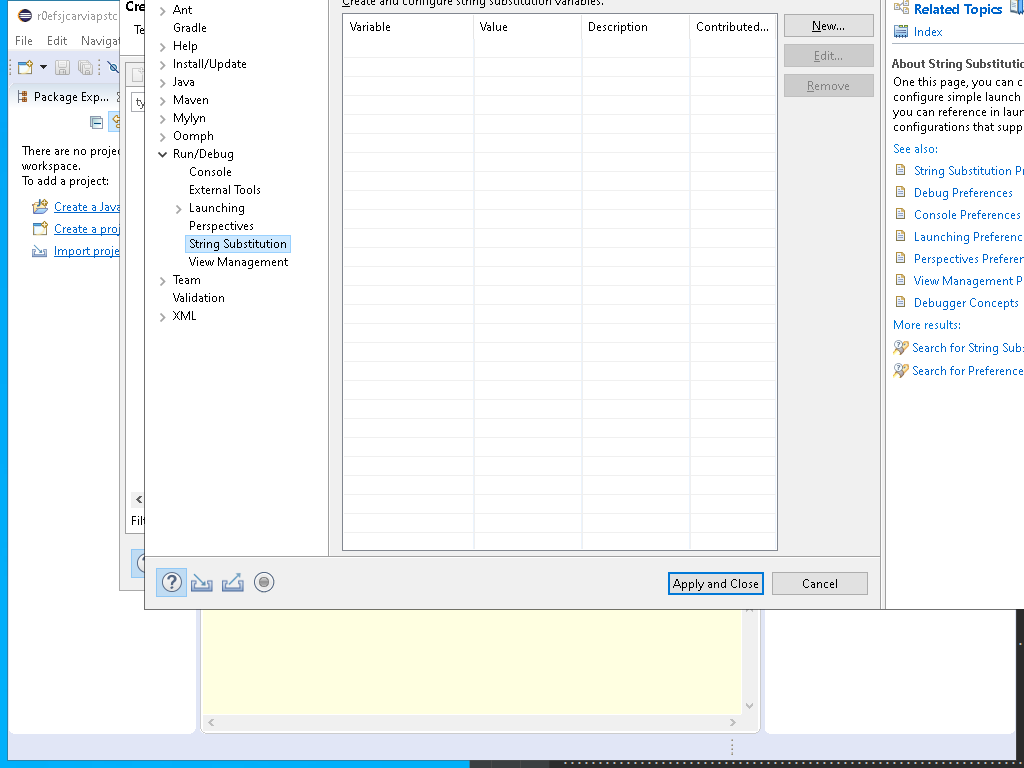 r0efsjcarviapstc
File Edit Navigat
Package Exp...
There are no projec
workspace.
To add a project:
Create a Java
Create a proj
Import proje
Cre
Te
ty
Filt
Ant
Gradle
Help
Install/Update
Java
Maven
Mylyn
Oomph
Run/Debug
Console
External Tools
Launching
Perspectives
String Substitution
View Management
Team
Validation
XML
Create and configure string substitution variables.
Variable Value Description Contributed...
New...
Edit...
Remove
Apply and Close Cancel
Related Topics
Index
About String Substitutio
One this page, you can c
configure simple launch
you can reference in laun
configurations that supp
See also:
String Substitution Pr
Debug Preferences
Console Preferences
Launching Preferenc
Perspectives Preferen
View Management P
Debugger Concepts
More results:
Search for String Subs
Search for Preference